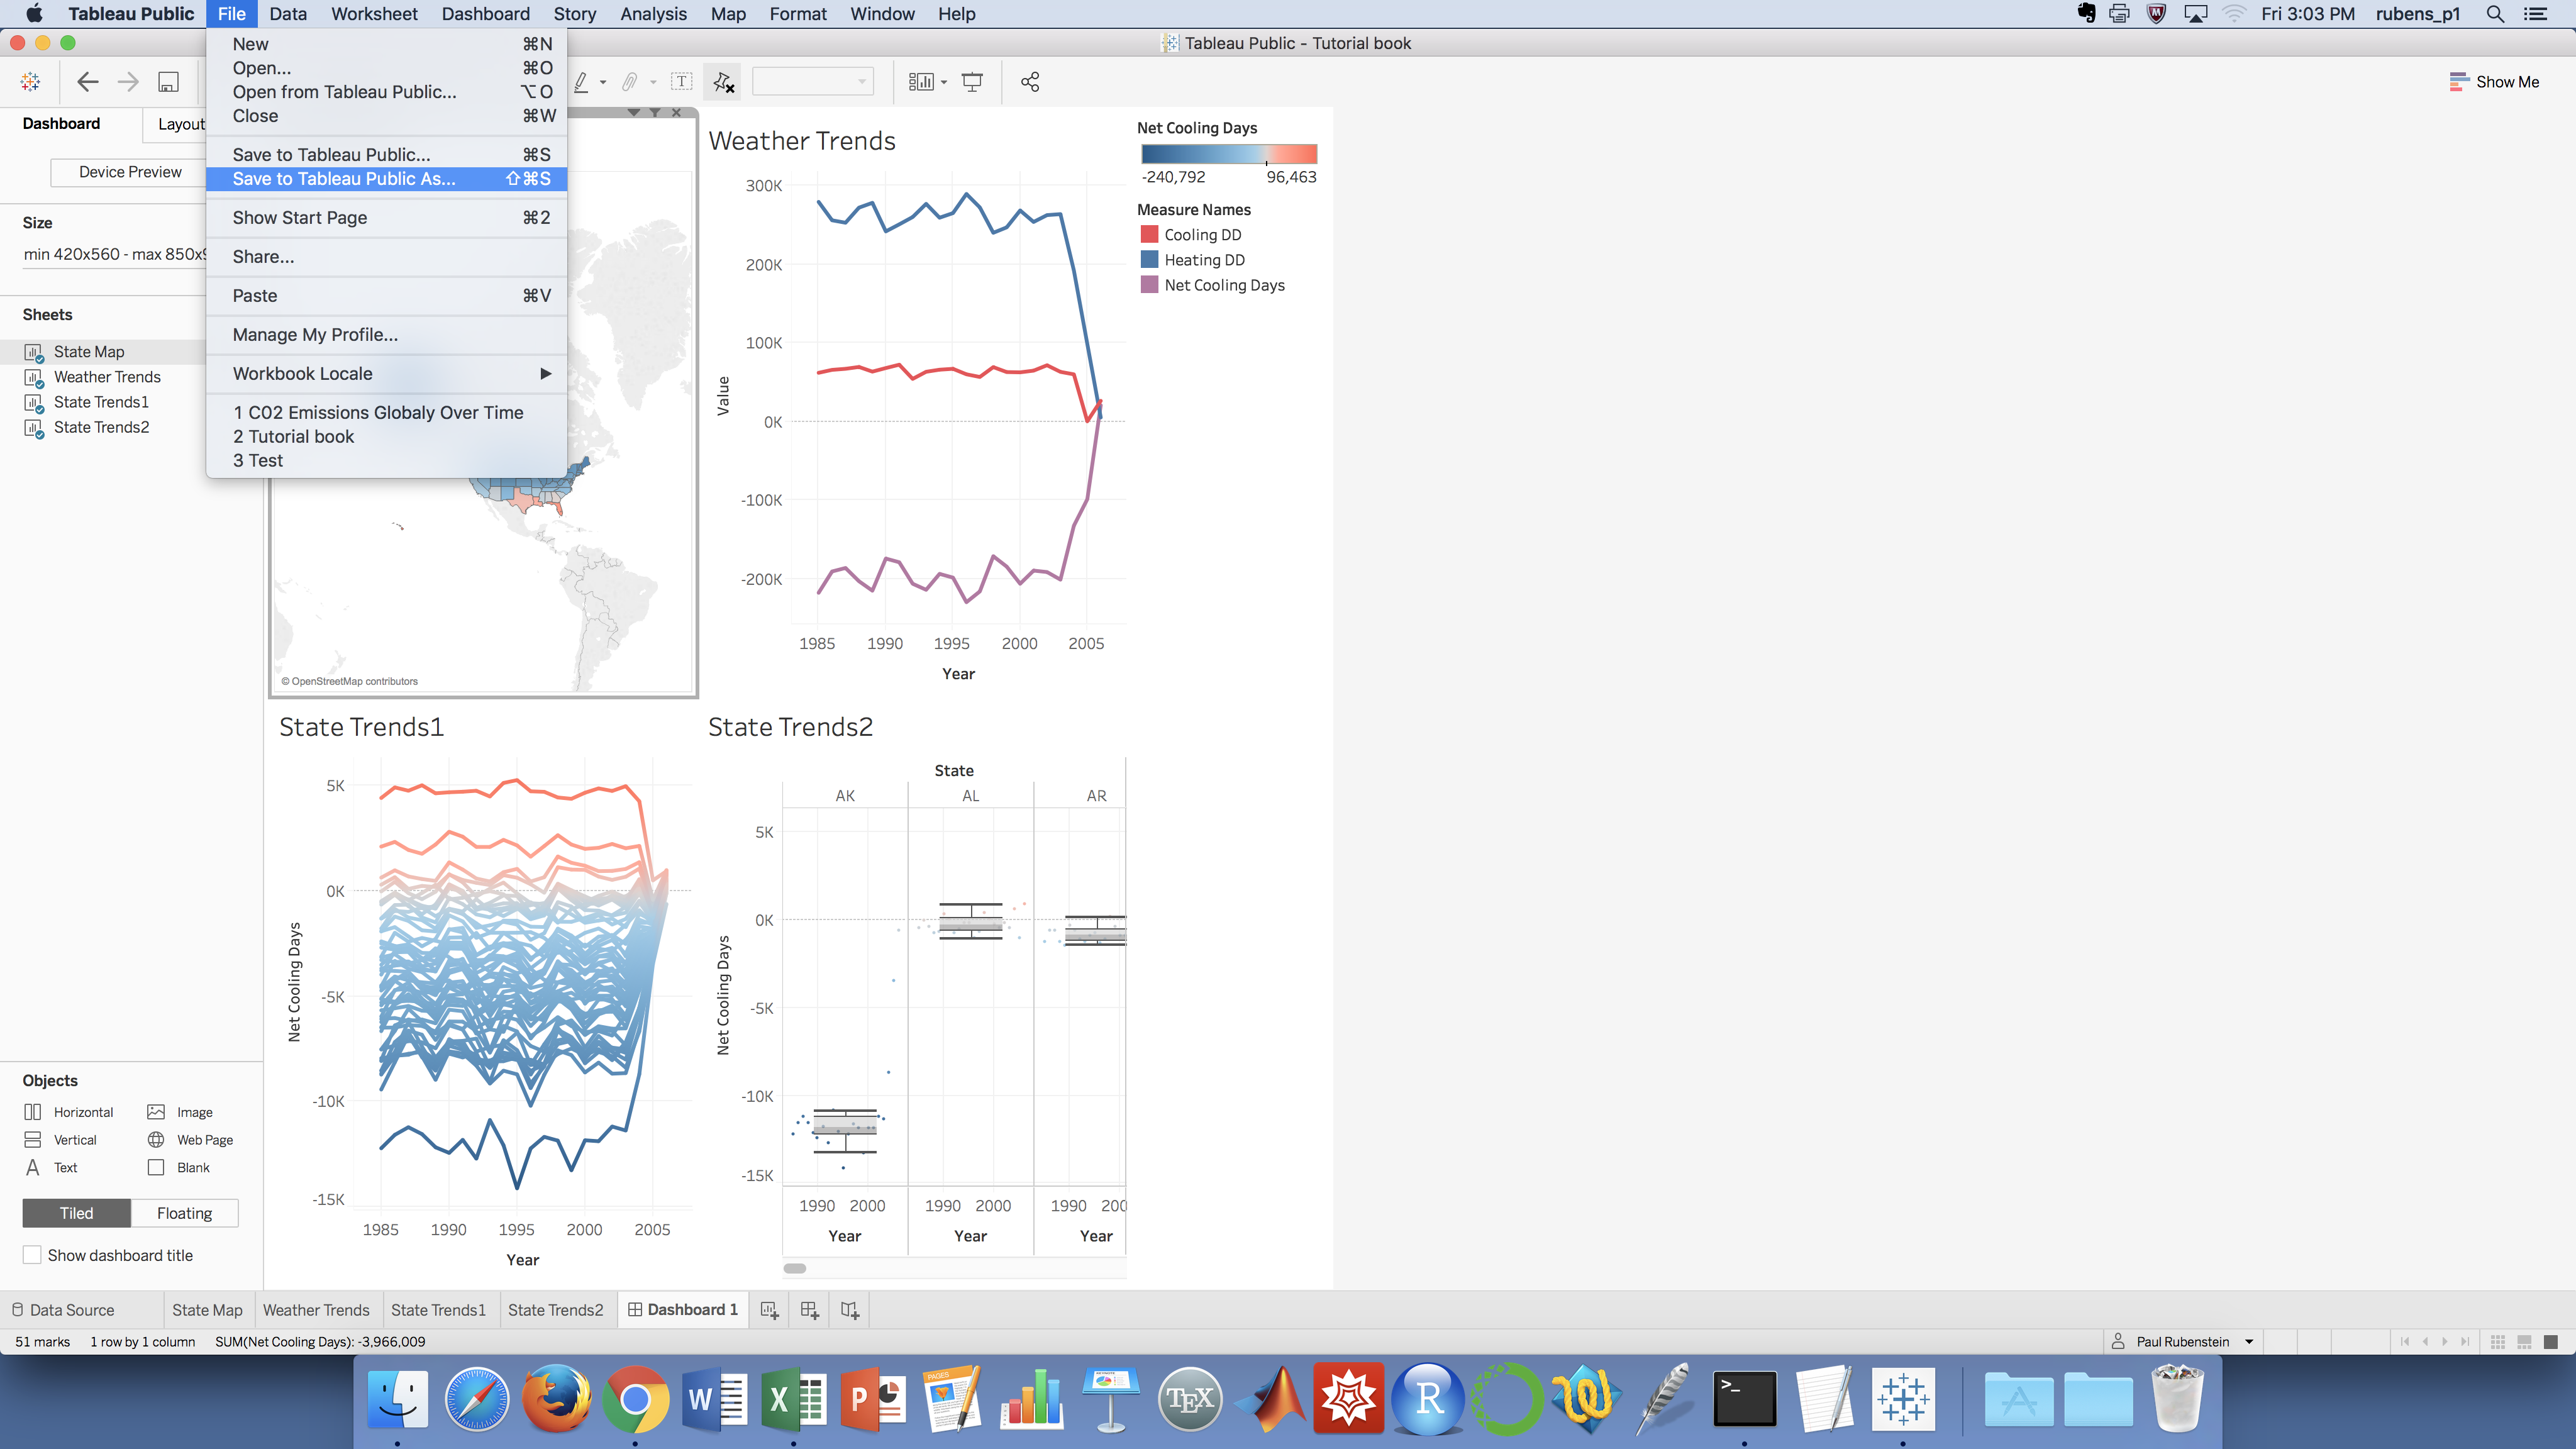 Tableau Public File Data Worksheet Dashboard Story Analysis Map Format Window Help
Fri 3:03 PM rubens_p1
Tableau Public - Tutorial book
New ⌘N
Open... ⌘O
Open from Tableau Public... ⌥O
Close ⌘W
Save to Tableau Public... ⌘S
Save to Tableau Public As... ⇧⌘S
Show Start Page ⌘2
Share...
Paste ⌘V
Manage My Profile...
Workbook Locale
1 CO2 Emissions Globaly Over Time
2 Tutorial book
3 Test
Show Me
Dashboard Layout
Device Preview
Size
min 420x560 - max 850x
Sheets
State Map
Weather Trends
State Trends1
State Trends2
Objects
Horizontal Image
Vertical Web Page
Text Blank
Tiled Floating
Show dashboard title
© OpenStreetMap contributors
Weather Trends
300K
200K
100K
0K
-100K
-200K
Value
1985 1990 1995 2000 2005
Year
Net Cooling Days
-240,792 96,463
Measure Names
Cooling DD
Heating DD
Net Cooling Days
State Trends1
5K
0K
-5K
-10K
-15K
Net Cooling Days
1985 1990 1995 2000 2005
Year
State Trends2
State
AK AL AR
5K
0K
-5K
-10K
-15K
Net Cooling Days
1990 2000 1990 2000 1990 200
Year Year Year
Data Source State Map Weather Trends State Trends1 State Trends2 Dashboard 1
51 marks 1 row by 1 column SUM(Net Cooling Days): -3,966,009
Paul Rubenstein
W X P PAGES TEX R >_